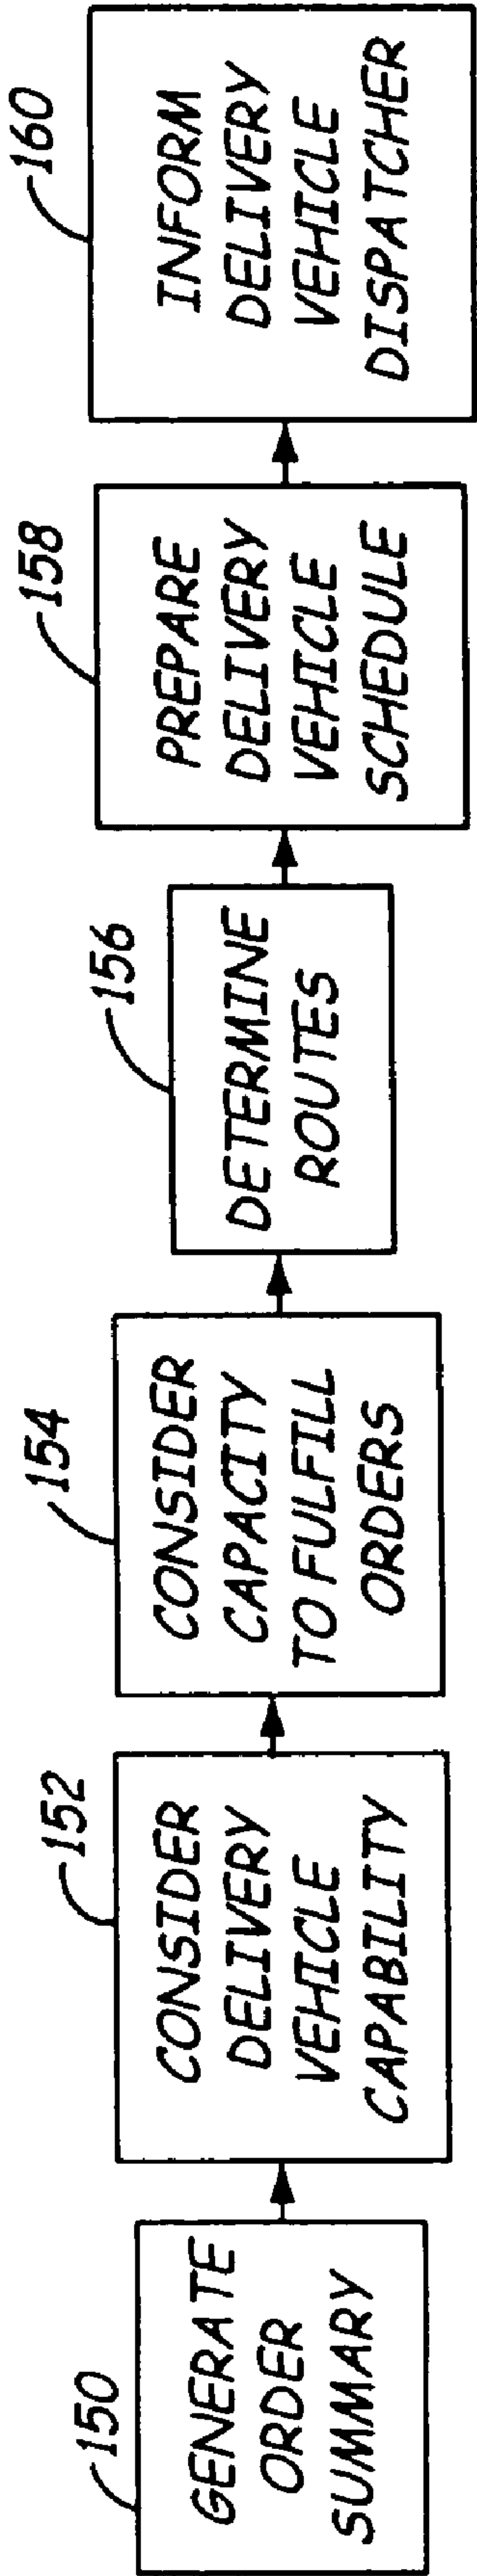 150
GENERATE
ORDER
SUMMARY
152
CONSIDER
DELIVERY
VEHICLE
CAPABILITY
154
CONSIDER
CAPACITY
TO FULFILL
ORDERS
156
DETERMINE
ROUTES
158
PREPARE
DELIVERY
VEHICLE
SCHEDULE
160
INFORM
DELIVERY
VEHICLE
DISPATCHER